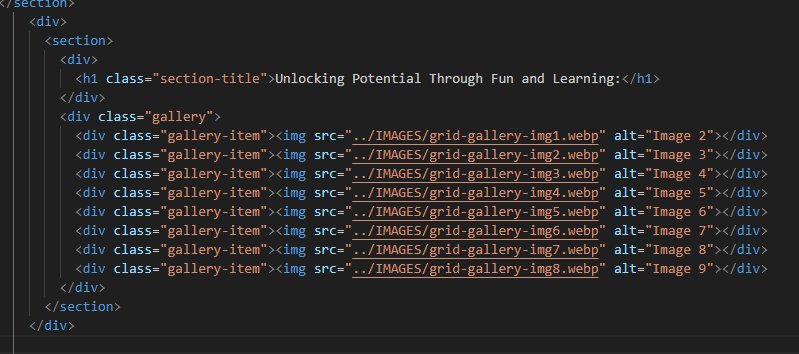 </section>
<div>
<section>
<div>
<h1 class="section-title">Unlocking Potential Through Fun and Learning:</h1>
</div>
<div class="gallery">
<div class="gallery-item"><img src="../IMAGES/grid-gallery-img1.webp" alt="Image 2"></div>
<div class="gallery-item"><img src="../IMAGES/grid-gallery-img2.webp" alt="Image 3"></div>
<div class="gallery-item"><img src="../IMAGES/grid-gallery-img3.webp" alt="Image 4"></div>
<div class="gallery-item"><img src="../IMAGES/grid-gallery-img4.webp" alt="Image 5"></div>
<div class="gallery-item"><img src="../IMAGES/grid-gallery-img5.webp" alt="Image 6"></div>
<div class="gallery-item"><img src="../IMAGES/grid-gallery-img6.webp" alt="Image 7"></div>
<div class="gallery-item"><img src="../IMAGES/grid-gallery-img7.webp" alt="Image 8"></div>
<div class="gallery-item"><img src="../IMAGES/grid-gallery-img8.webp" alt="Image 9"></div>
</div>
</section>
</div>